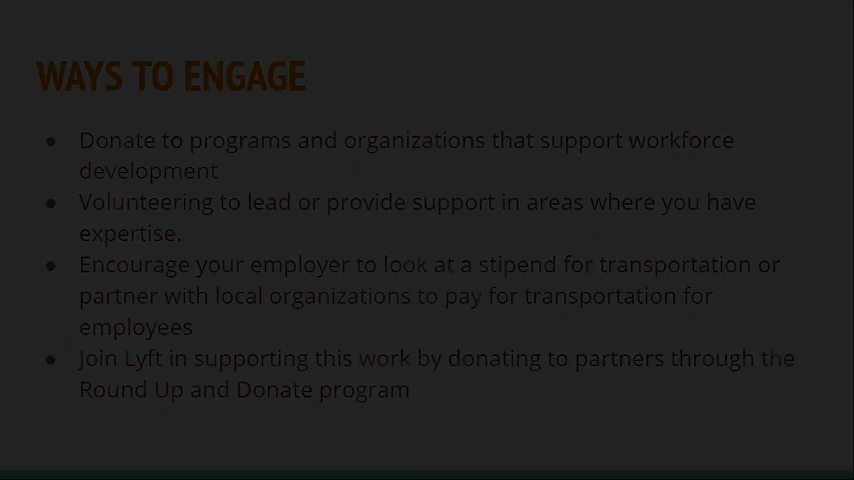 WAYS TO ENGAGE
● Donate to programs and organizations that support workforce
development
● Volunteering to lead or provide support in areas where you have
expertise.
● Encourage your employer to look at a stipend for transportation or
partner with local organizations to pay for transportation for
employees
● Join Lyft in supporting this work by donating to partners through the
Round Up and Donate program